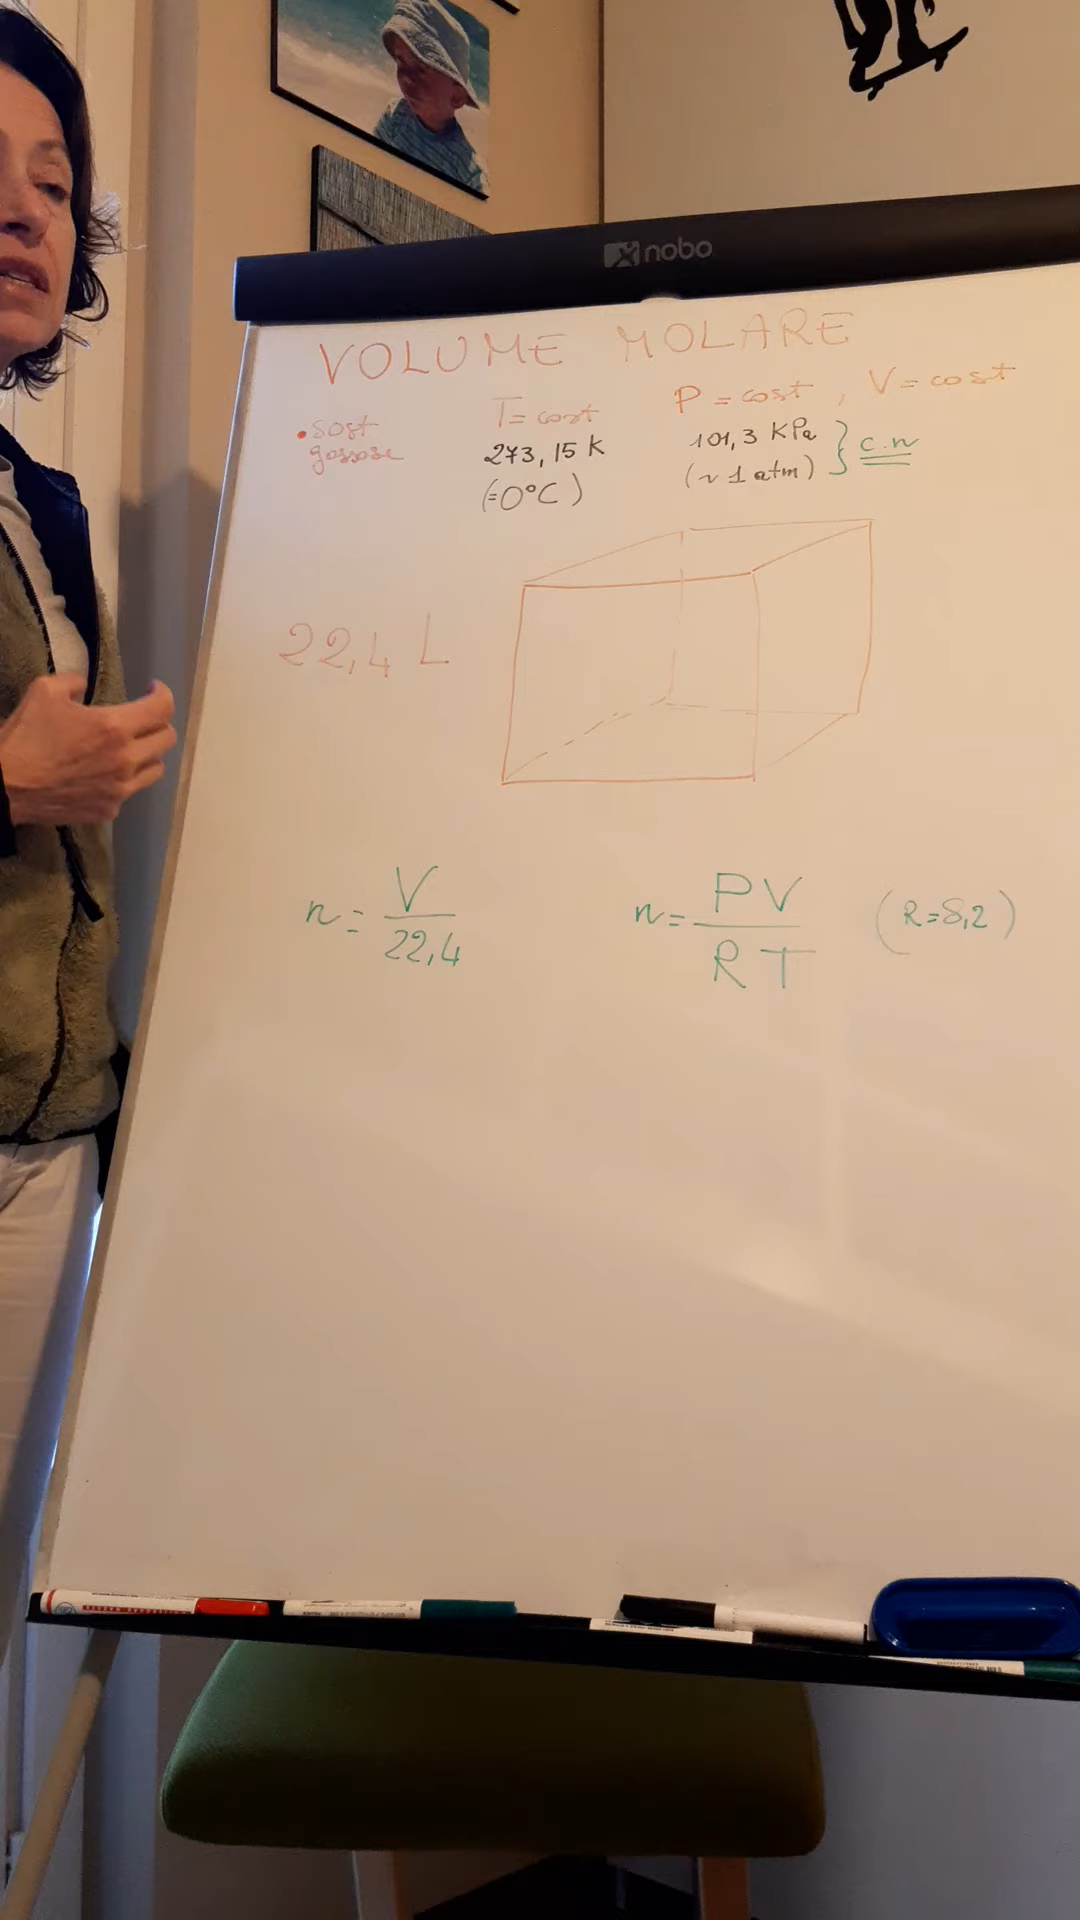 nobo
VOLUME MOLARE
• sost gassose
T = cost
P = cost , V = cost
273,15 K
(=0°C)
101,3 KPa
(~ 1 atm)
} c.n
22,4 L
n = V / 22,4
n = PV / RT
(R=8,2)